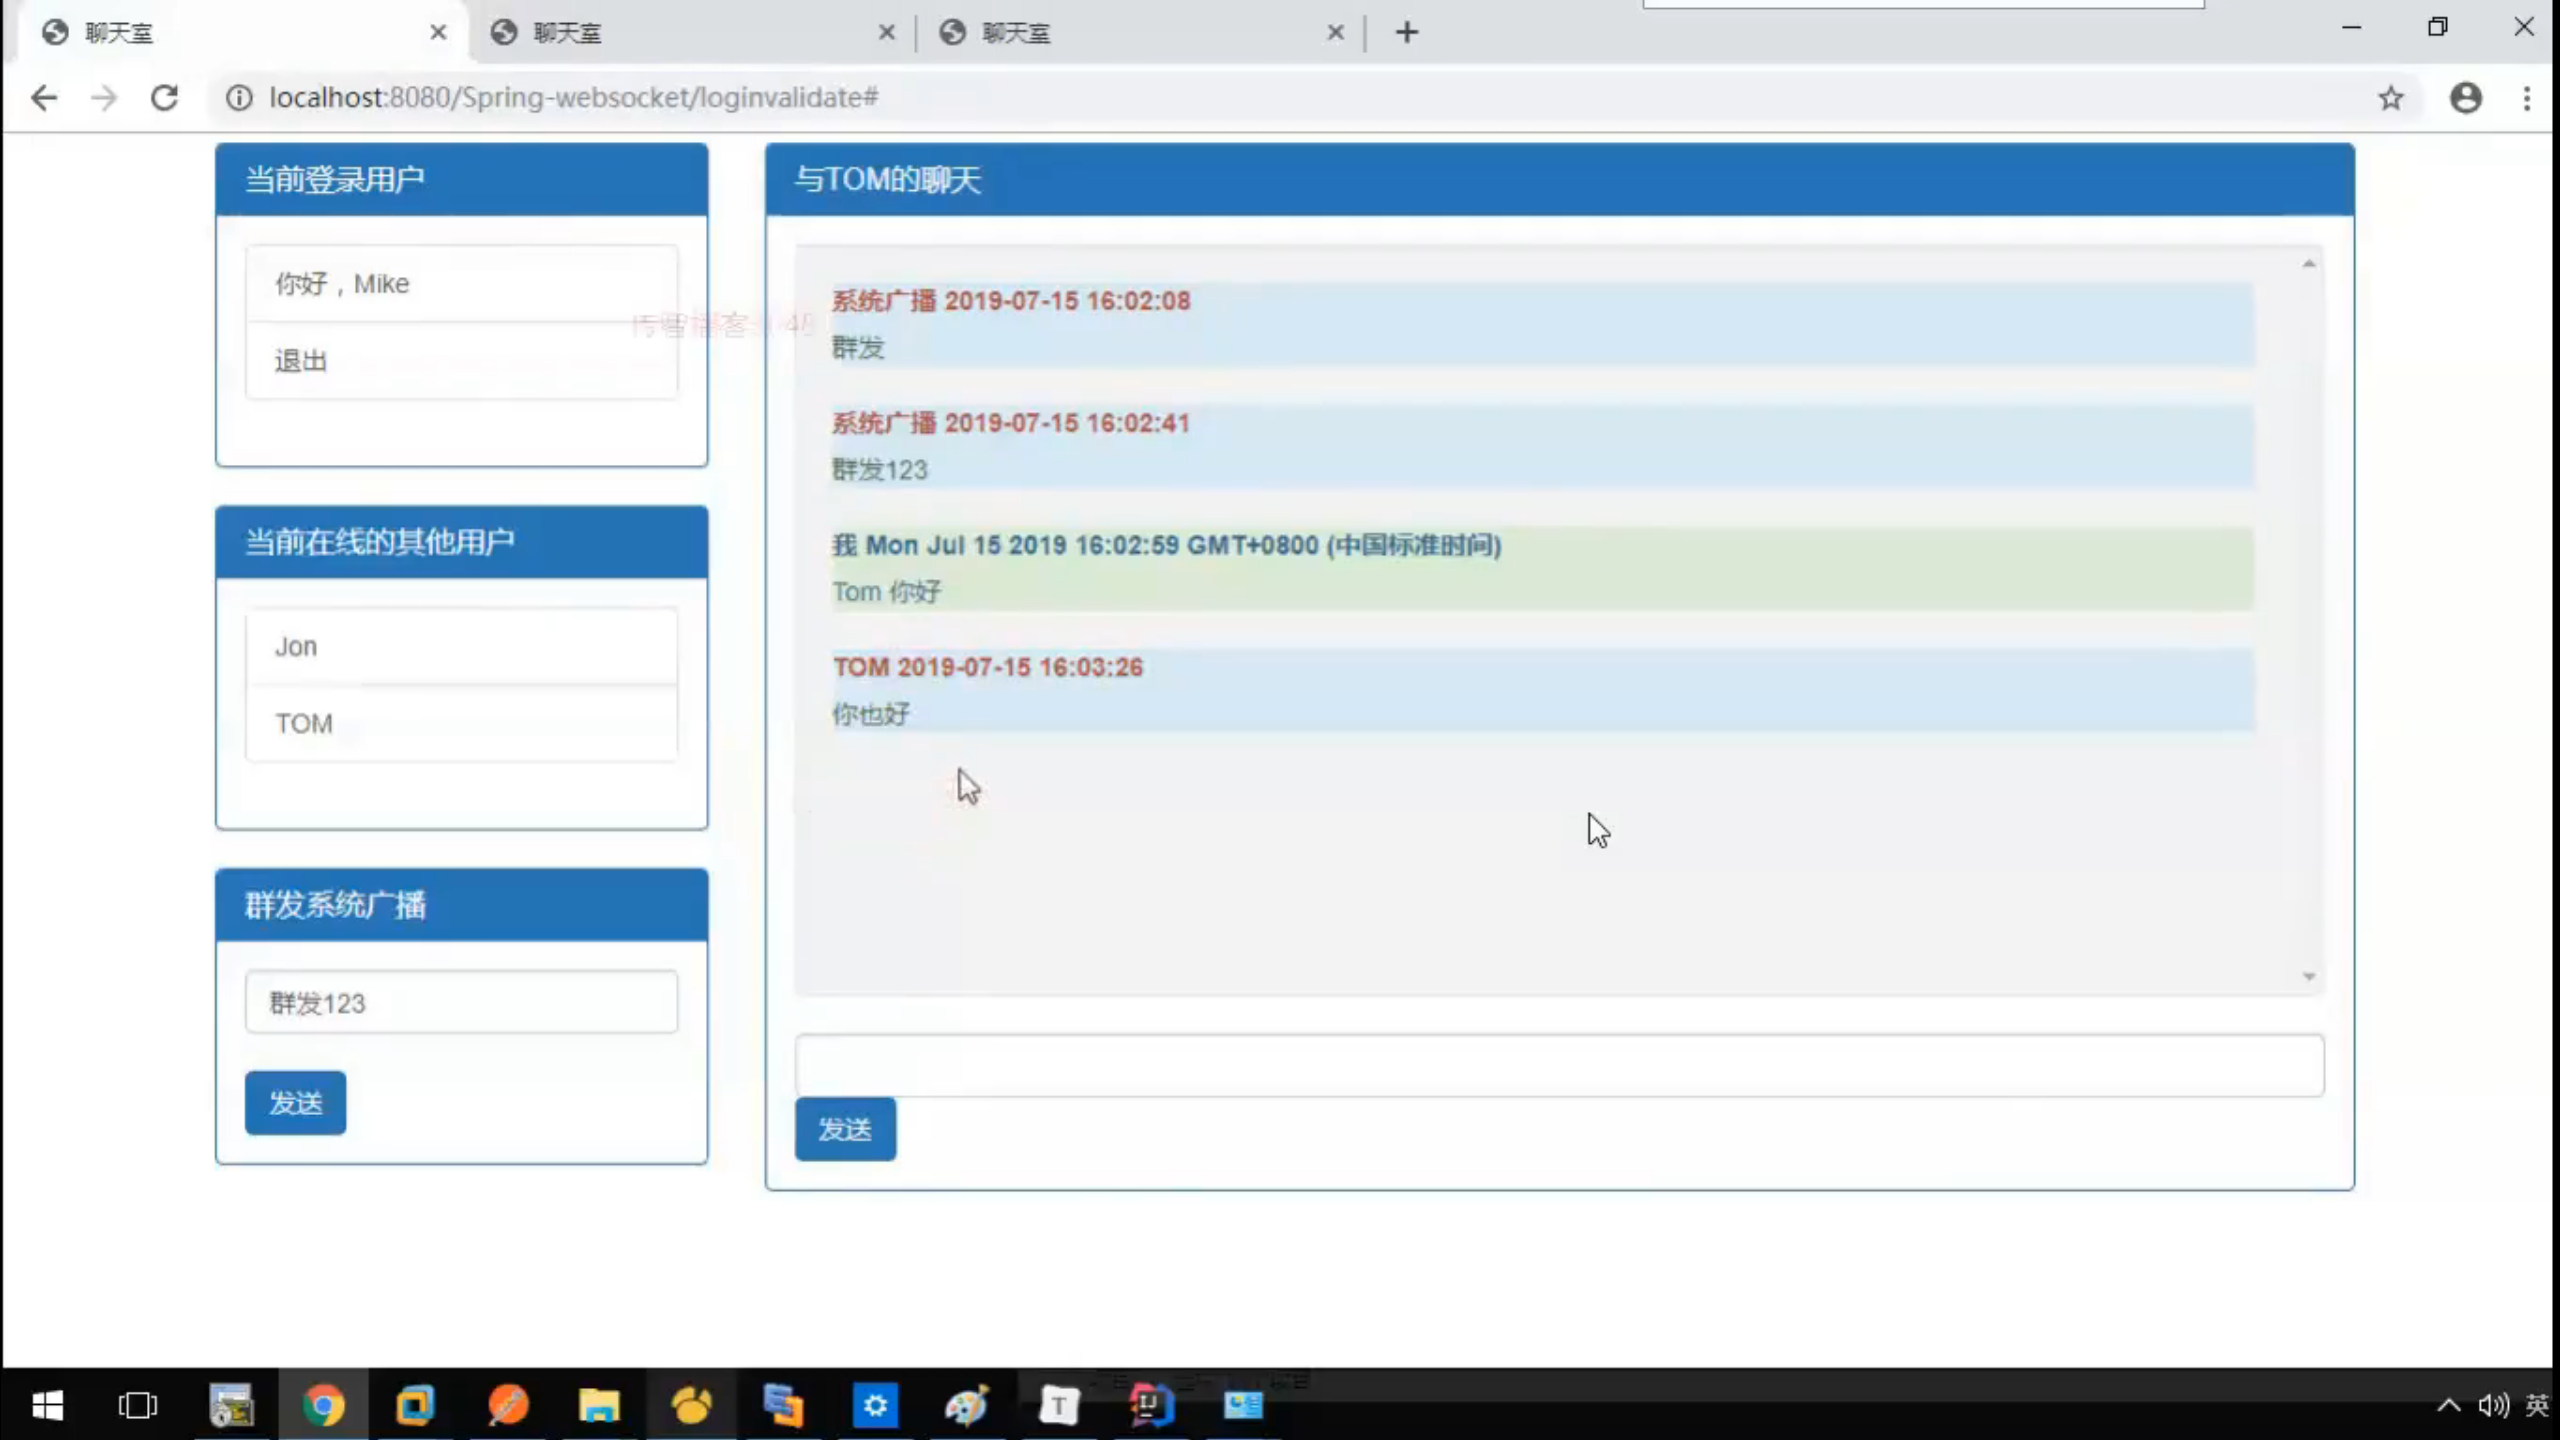 聊天室
聊天室
聊天室
localhost:8080/Spring-websocket/loginvalidate#
当前登录用户
你好，Mike
退出
当前在线的其他用户
Jon
TOM
群发系统广播
群发123
发送
与TOM的聊天
系统广播 2019-07-15 16:02:08
群发
系统广播 2019-07-15 16:02:41
群发123
我 Mon Jul 15 2019 16:02:59 GMT+0800 (中国标准时间)
Tom 你好
TOM 2019-07-15 16:03:26
你也好
发送
英